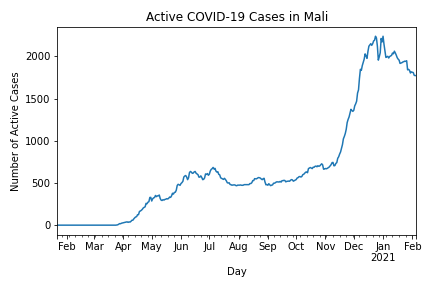 Active COVID-19 Cases in Mali
Number of Active Cases
2000
1500
1000
500
0
Feb Mar Apr May Jun Jul Aug Sep Oct Nov Dec Jan Feb
2021
Day